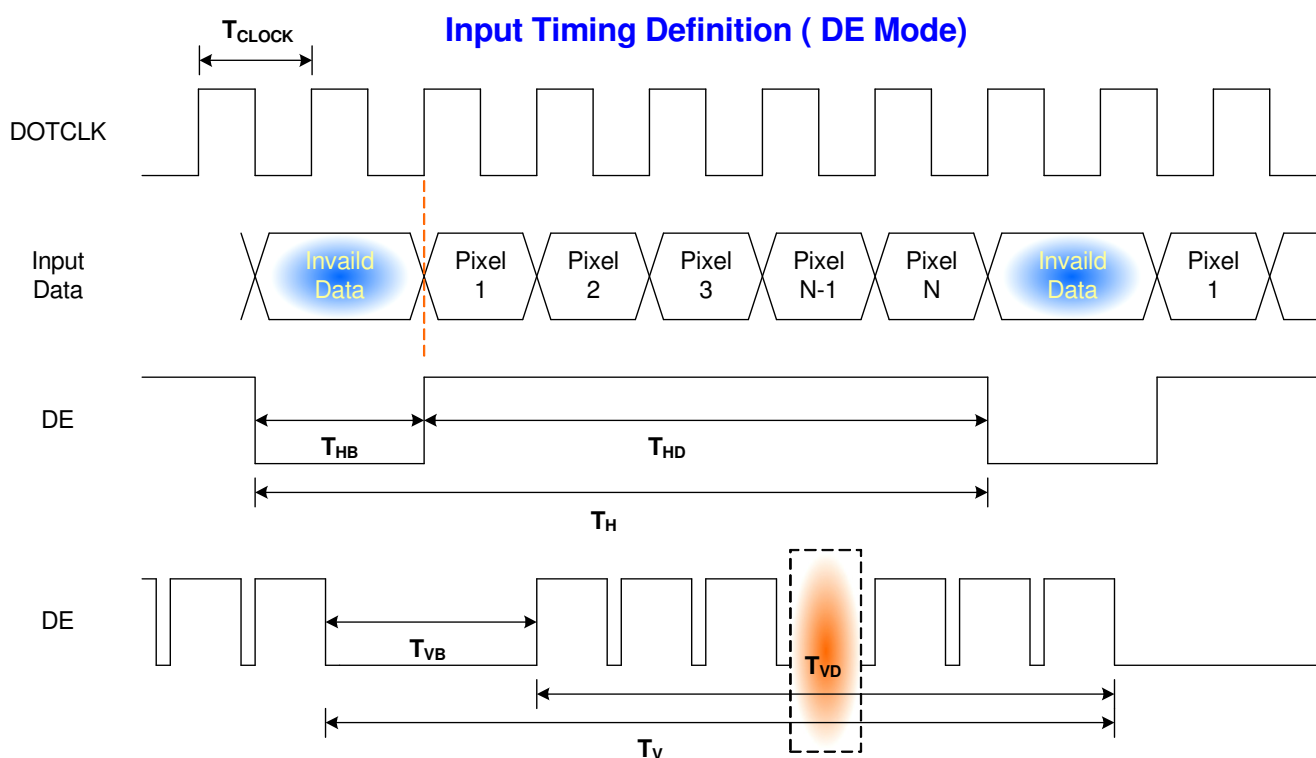 Input Timing Definition ( DE Mode)
TCLOCK
DOTCLK
Input
Data
Invaild
Data
Pixel
1
Pixel
2
Pixel
3
Pixel
N-1
Pixel
N
Invaild
Data
Pixel
1
DE
THB
THD
TH
DE
TVB
TVD
TV